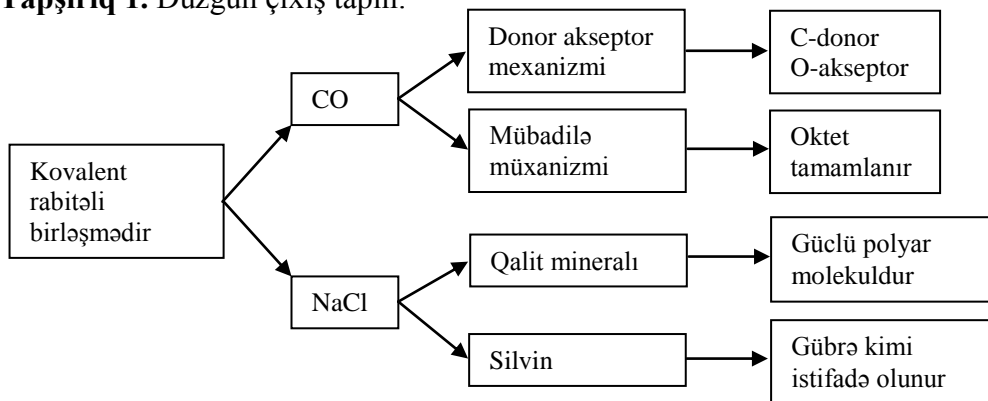 Tapşırıq 1. Düzgün çıxış tapın.
Donor akseptor
mexanizmi
C-donor
O-akseptor
CO
Mübadilə
müxanizmi
Oktet
tamamlanır
Kovalent
rabitəli
birləşmədir
Qalit mineralı
Güclü polyar
molekuldur
NaCl
Silvin
Gübrə kimi
istifadə olunur